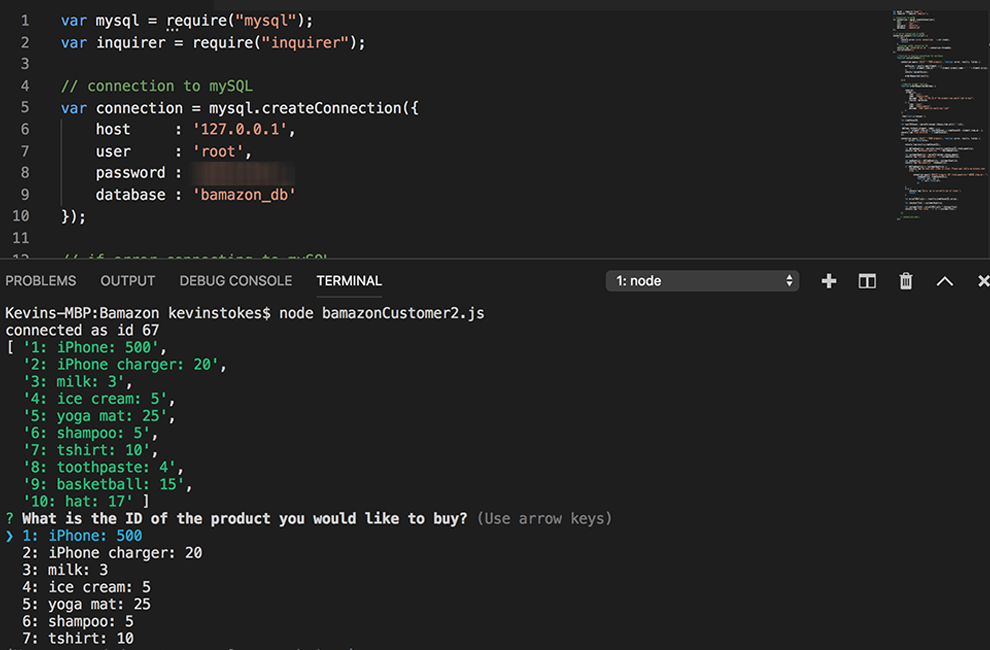 1 var mysql = require("mysql");
2 var inquirer = require("inquirer");
3
4 // connection to mySQL
5 var connection = mysql.createConnection({
6 host : '127.0.0.1',
7 user : 'root',
8 password :
9 database : 'bamazon_db'
10 });
11
12 // if error connecting to mySQL
PROBLEMS OUTPUT DEBUG CONSOLE TERMINAL 1: node
Kevins-MBP:Bamazon kevinstokes$ node bamazonCustomer2.js
connected as id 67
[ '1: iPhone: 500',
'2: iPhone charger: 20',
'3: milk: 3',
'4: ice cream: 5',
'5: yoga mat: 25',
'6: shampoo: 5',
'7: tshirt: 10',
'8: toothpaste: 4',
'9: basketball: 15',
'10: hat: 17' ]
? What is the ID of the product you would like to buy? (Use arrow keys)
❯ 1: iPhone: 500
2: iPhone charger: 20
3: milk: 3
4: ice cream: 5
5: yoga mat: 25
6: shampoo: 5
7: tshirt: 10